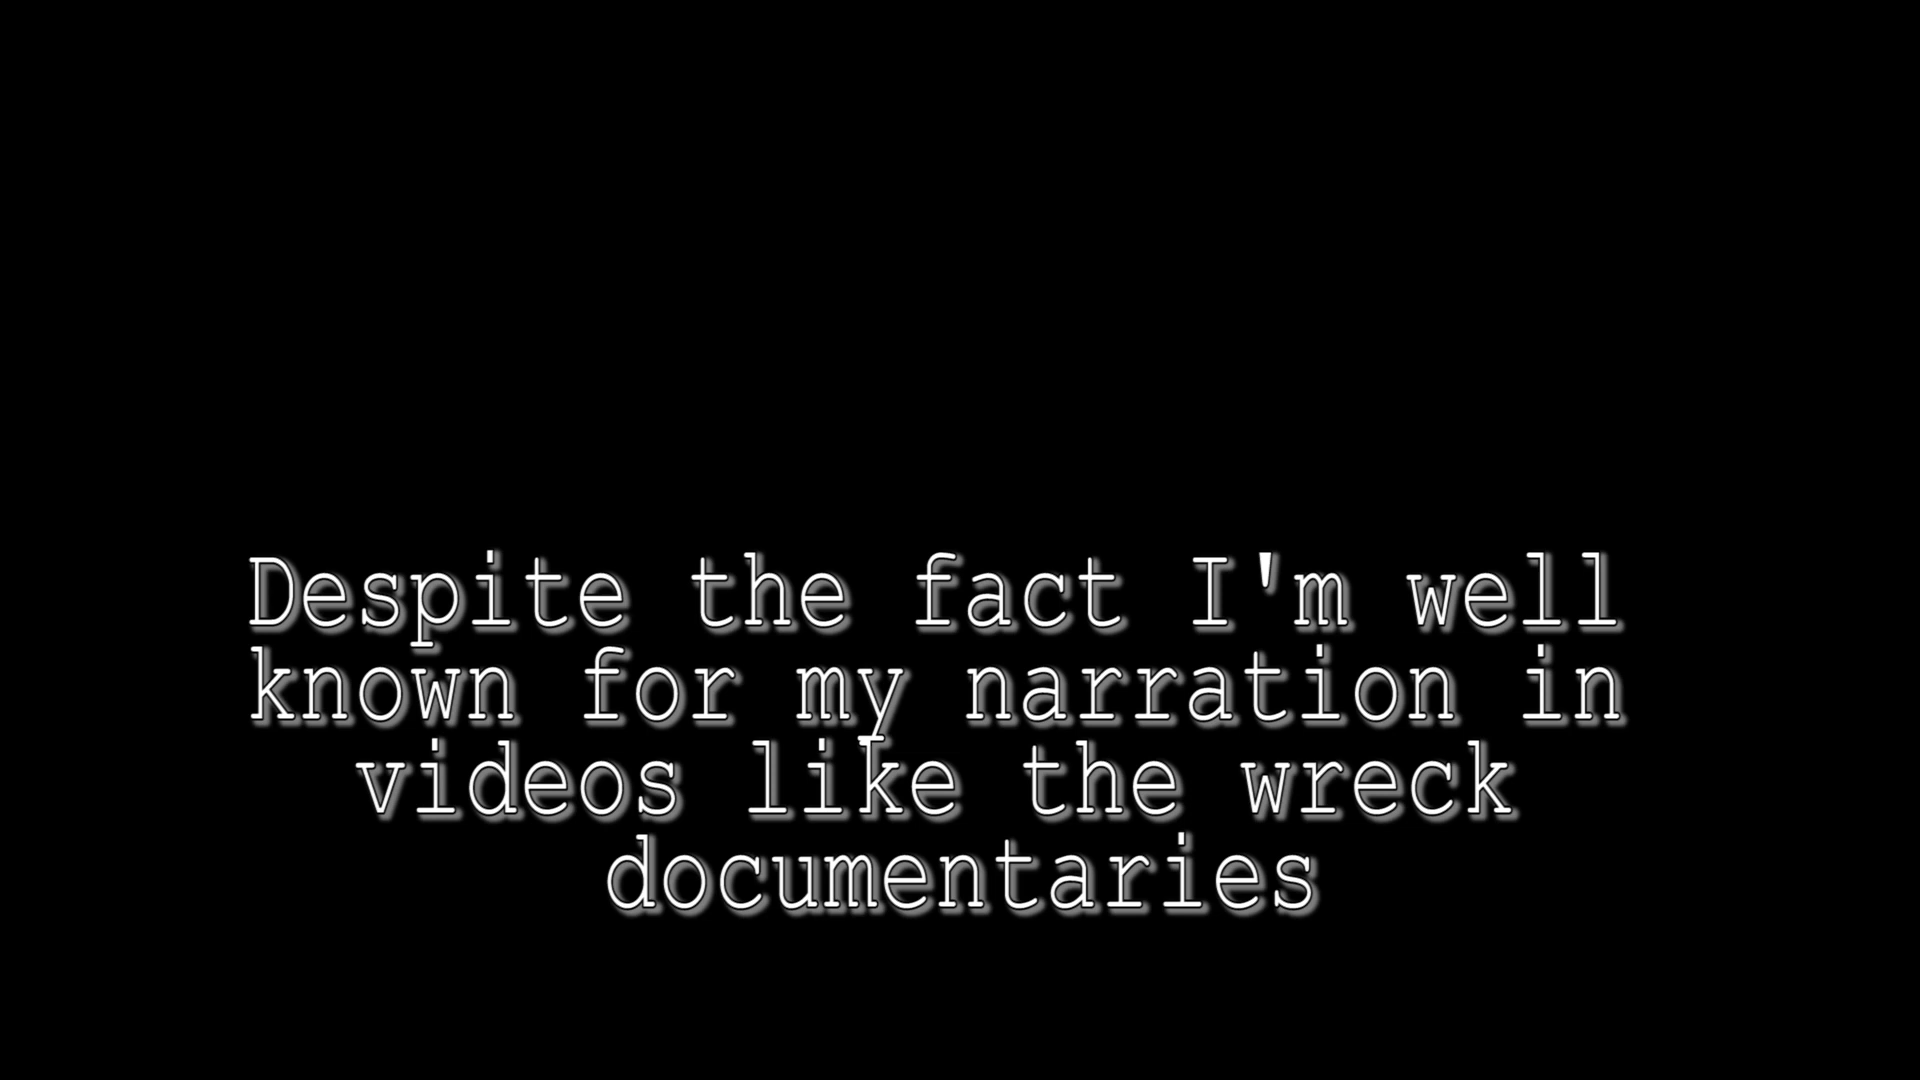 Despite the fact I'm well
known for my narration in
videos like the wreck
documentaries